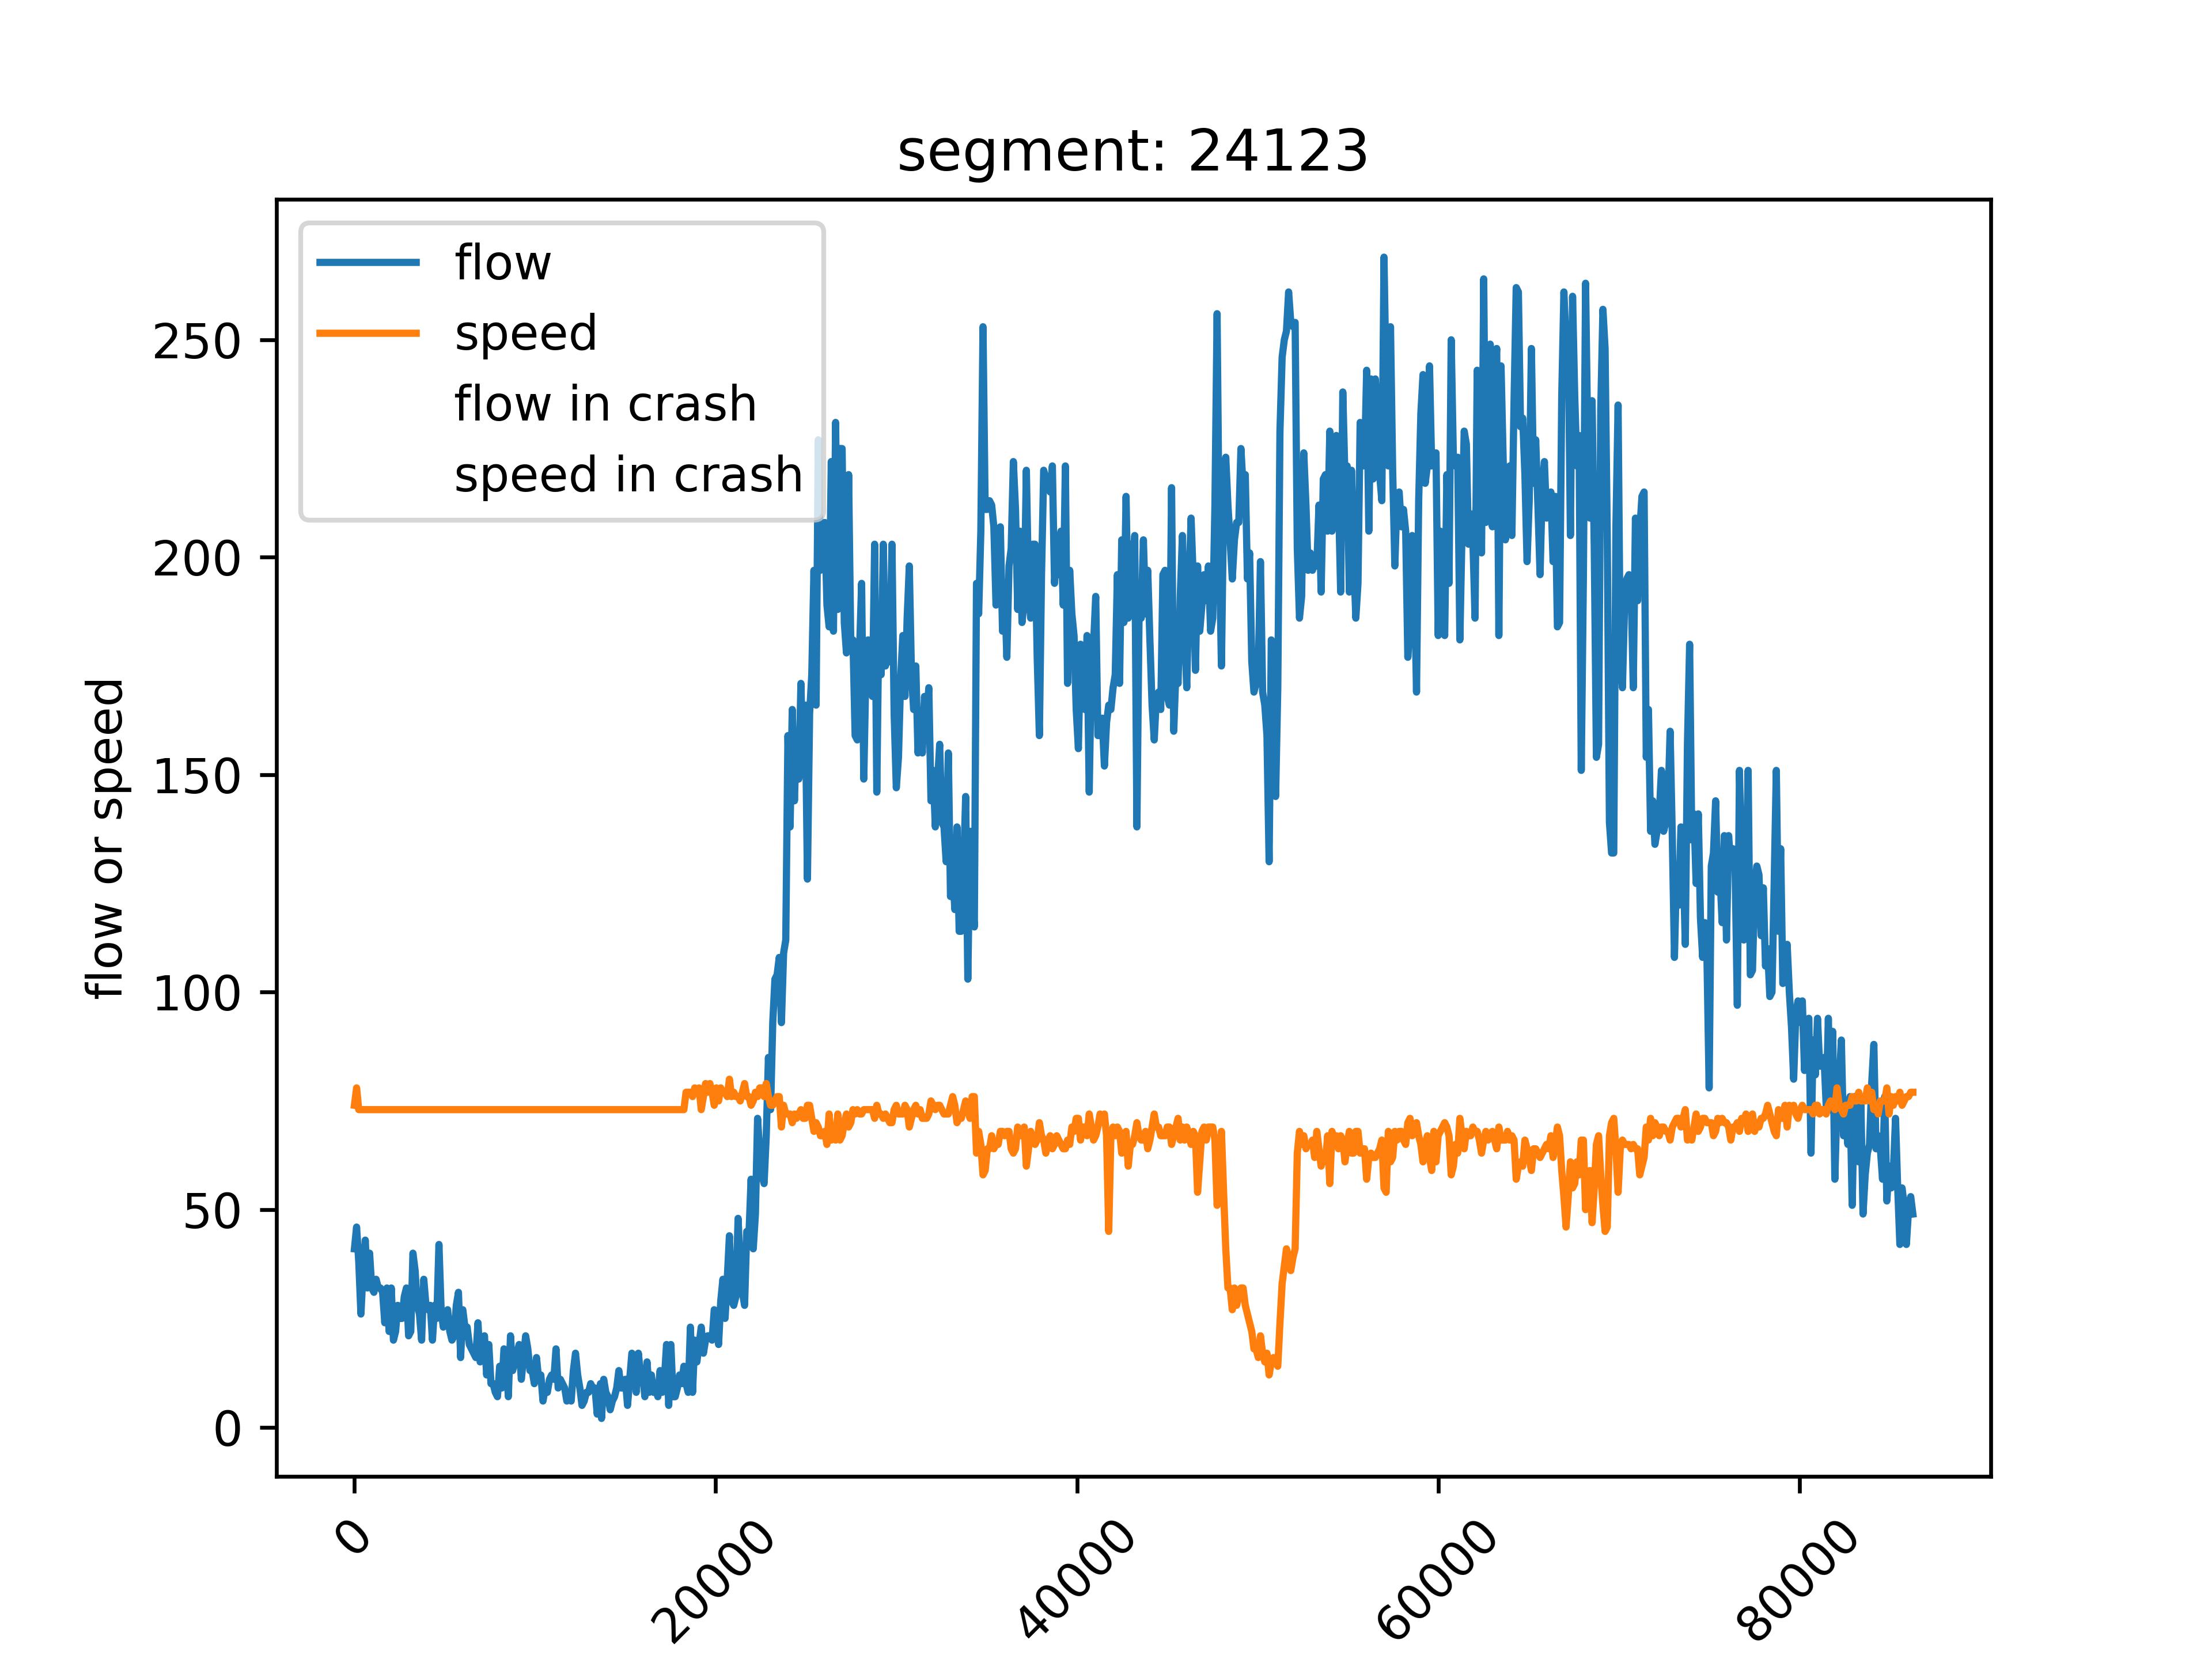 segment: 24123
flow
speed
flow in crash
speed in crash
flow or speed
250
200
150
100
50
0
0
20000
40000
60000
80000